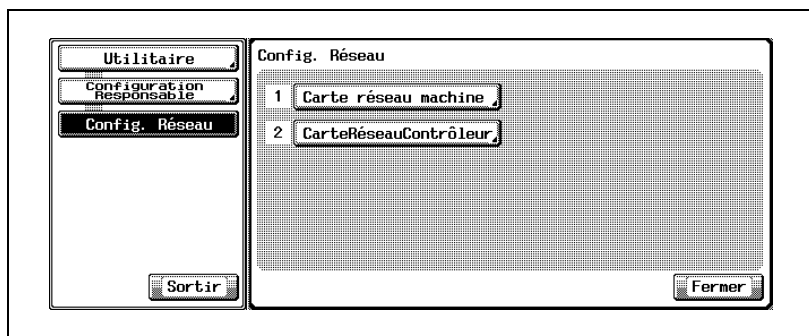 Utilitaire
Configuration
Responsable
Config. Réseau
Sortir
Config. Réseau
1 Carte réseau machine
2 CarteRéseauContrôleur
Fermer